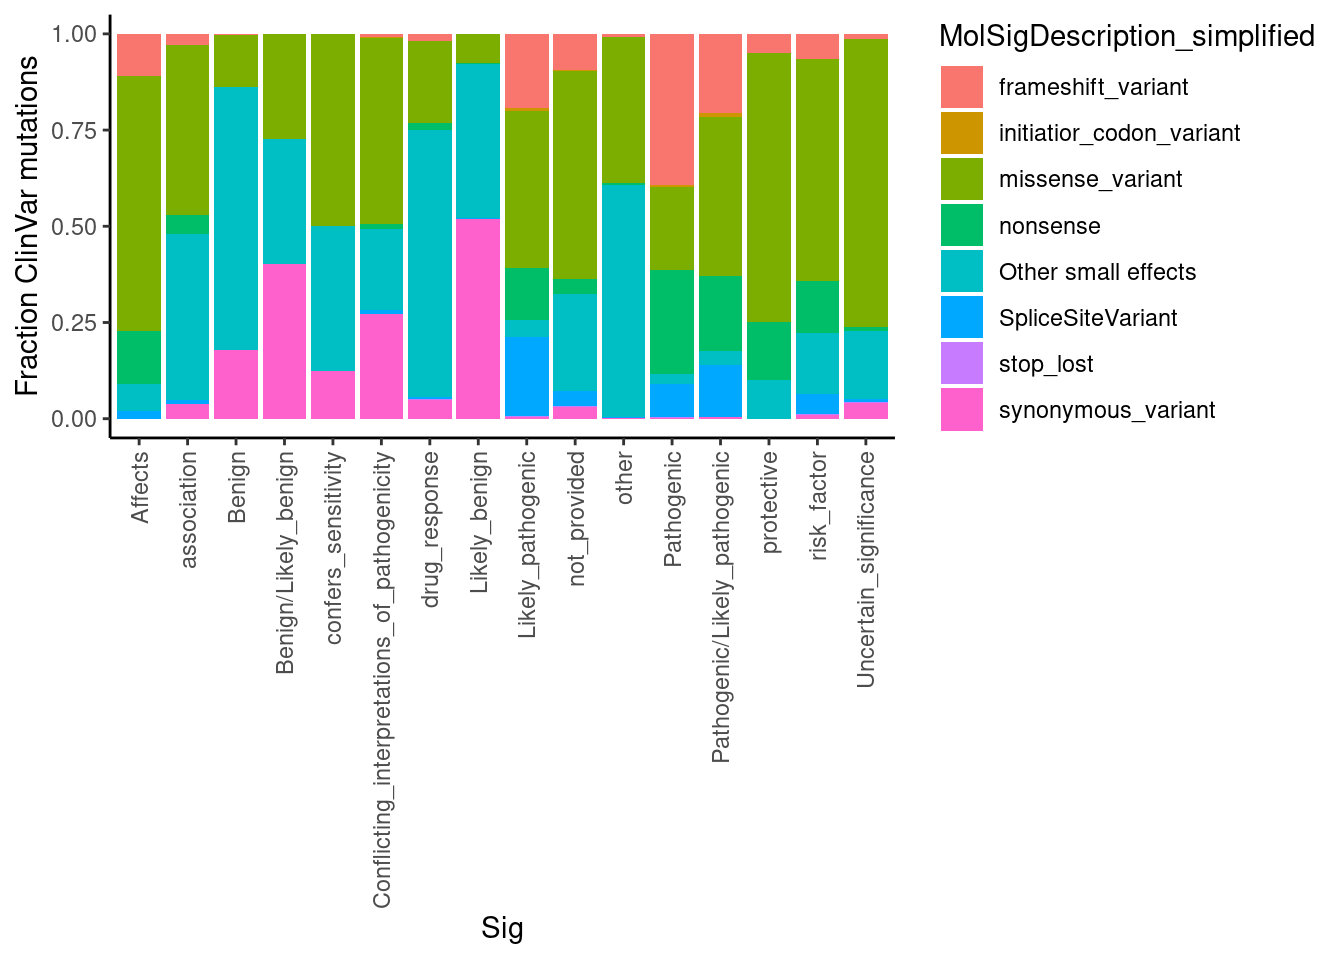 MolSigDescription_simplified
frameshift_variant
initiatior_codon_variant
missense_variant
nonsense
Other small effects
SpliceSiteVariant
stop_lost
synonymous_variant
Fraction ClinVar mutations
1.00
0.75
0.50
0.25
0.00
Affects
association
Benign
Benign/Likely_benign
confers_sensitivity
Conflicting_interpretations_of_pathogenicity
drug_response
Likely_benign
Likely_pathogenic
not_provided
other
Pathogenic
Pathogenic/Likely_pathogenic
protective
risk_factor
Uncertain_significance
Sig